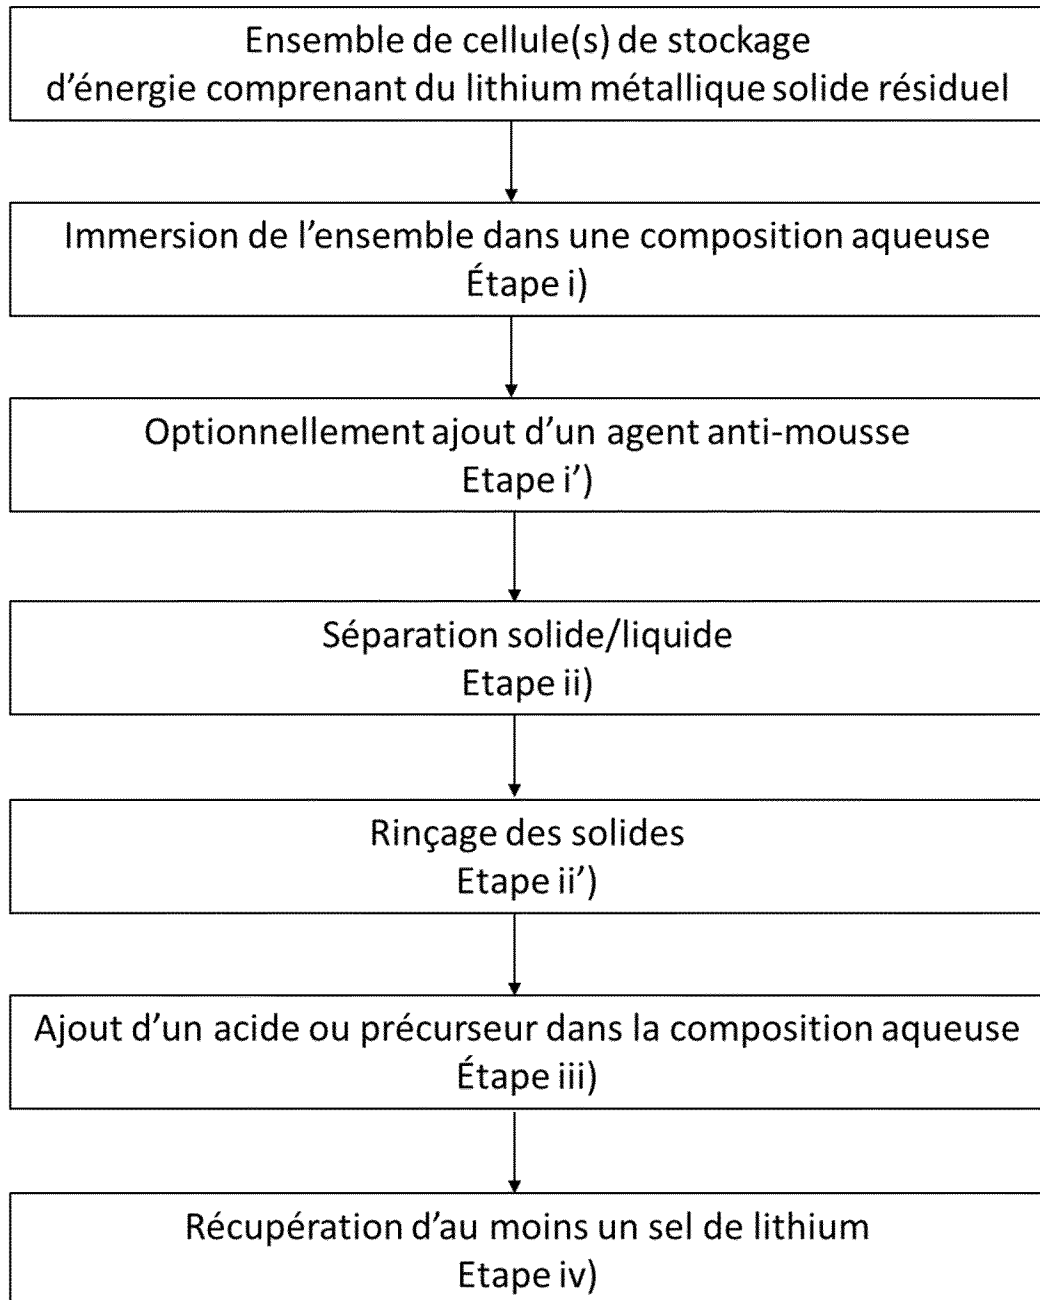 Ensemble de cellule(s) de stockage
d'énergie comprenant du lithium métallique solide résiduel
Immersion de l'ensemble dans une composition aqueuse
Étape i)
Optionnellement ajout d'un agent anti-mousse
Etape i')
Séparation solide/liquide
Etape ii)
Rinçage des solides
Etape ii')
Ajout d'un acide ou précurseur dans la composition aqueuse
Étape iii)
Récupération d'au moins un sel de lithium
Etape iv)